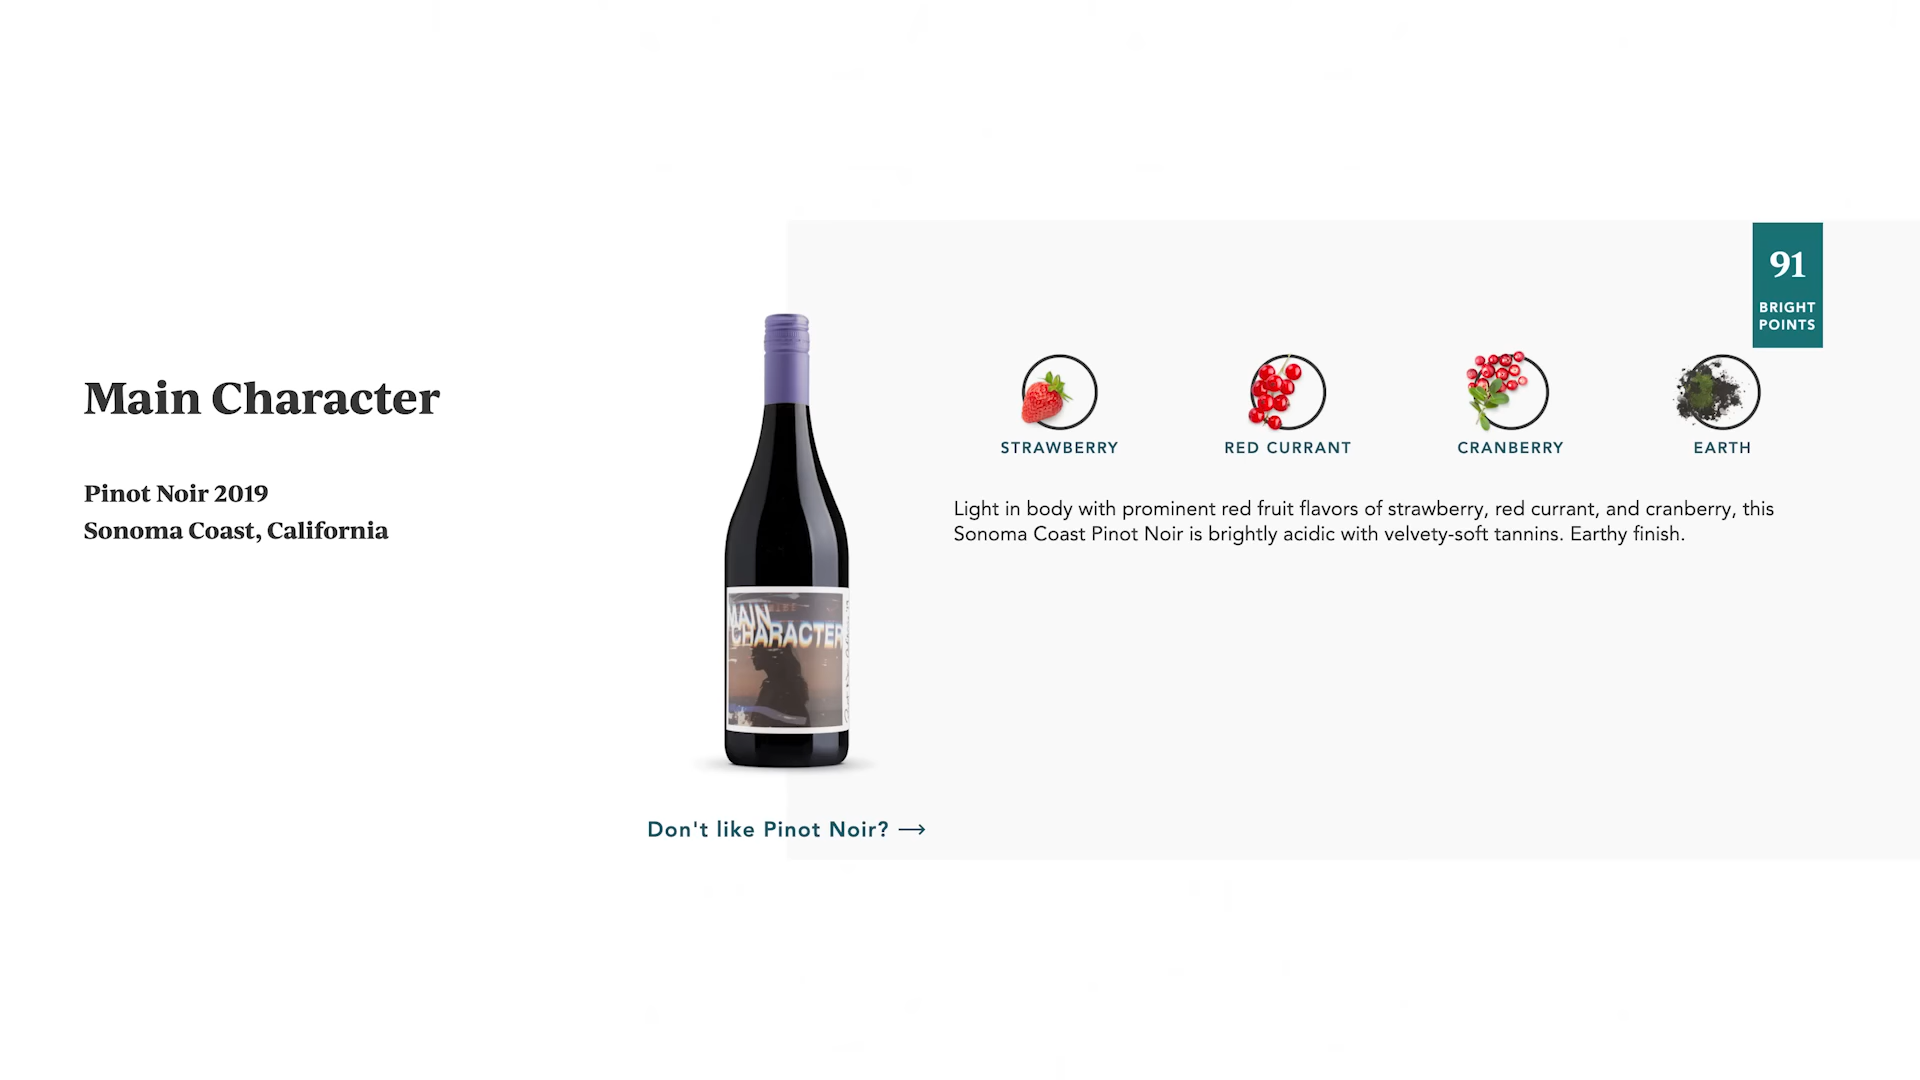 Main Character
Pinot Noir 2019
Sonoma Coast, California
MAIN
CHARACTER
Don't like Pinot Noir? →
91
BRIGHT
POINTS
STRAWBERRY
RED CURRANT
CRANBERRY
EARTH
Light in body with prominent red fruit flavors of strawberry, red currant, and cranberry, this
Sonoma Coast Pinot Noir is brightly acidic with velvety-soft tannins. Earthy finish.